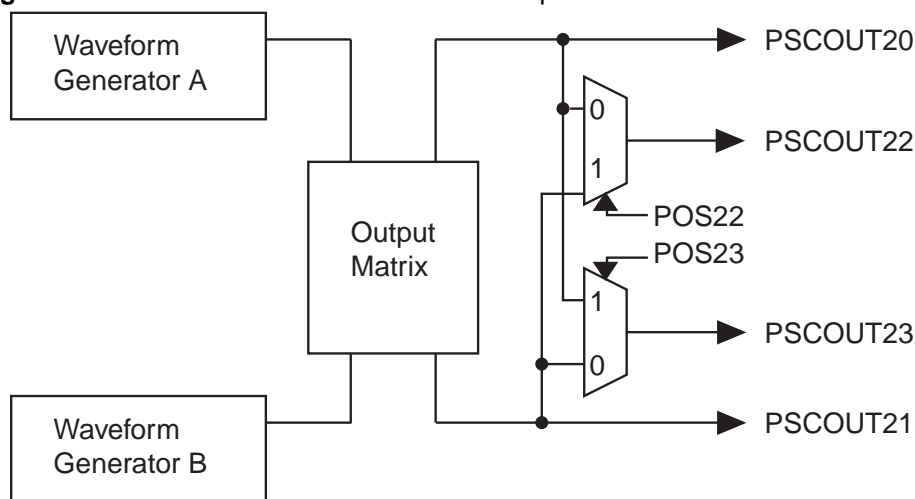 Waveform
Generator A
PSCOUT20
0
PSCOUT22
1
POS22
Output
Matrix
POS23
1
PSCOUT23
0
Waveform
Generator B
PSCOUT21